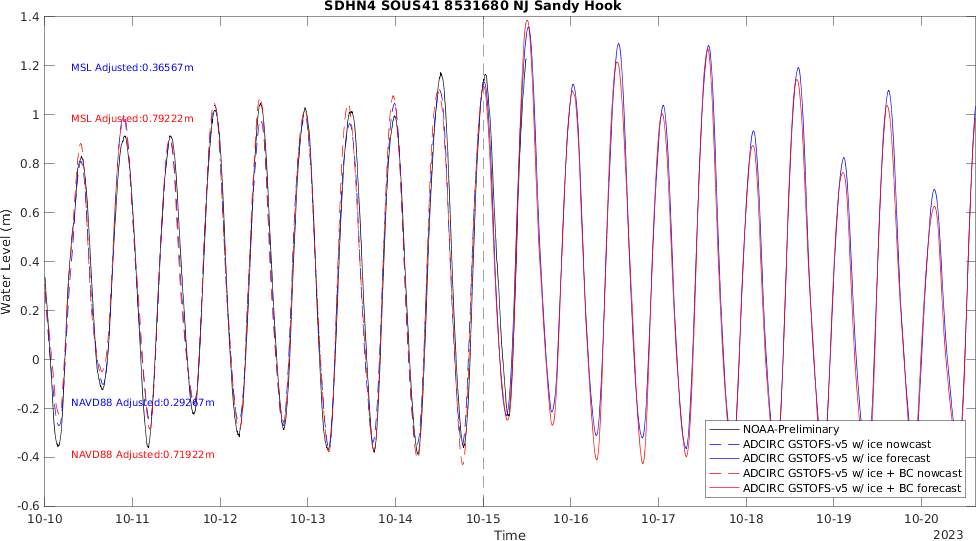 SDHN4 SOUS41 8531680 NJ Sandy Hook
1.4
1.2
1
0.8
0.6
0.4
0.2
0
-0.2
-0.4
-0.6
Water Level (m)
MSL Adjusted:0.36567m
MSL Adjusted:0.79222m
NAVD88 Adjusted:0.29267m
NAVD88 Adjusted:0.71922m
NOAA-Preliminary
ADCIRC GSTOFS-v5 w/ ice nowcast
ADCIRC GSTOFS-v5 w/ ice forecast
ADCIRC GSTOFS-v5 w/ ice + BC nowcast
ADCIRC GSTOFS-v5 w/ ice + BC forecast
10-10 10-11 10-12 10-13 10-14 10-15 10-16 10-17 10-18 10-19 10-20
Time
2023